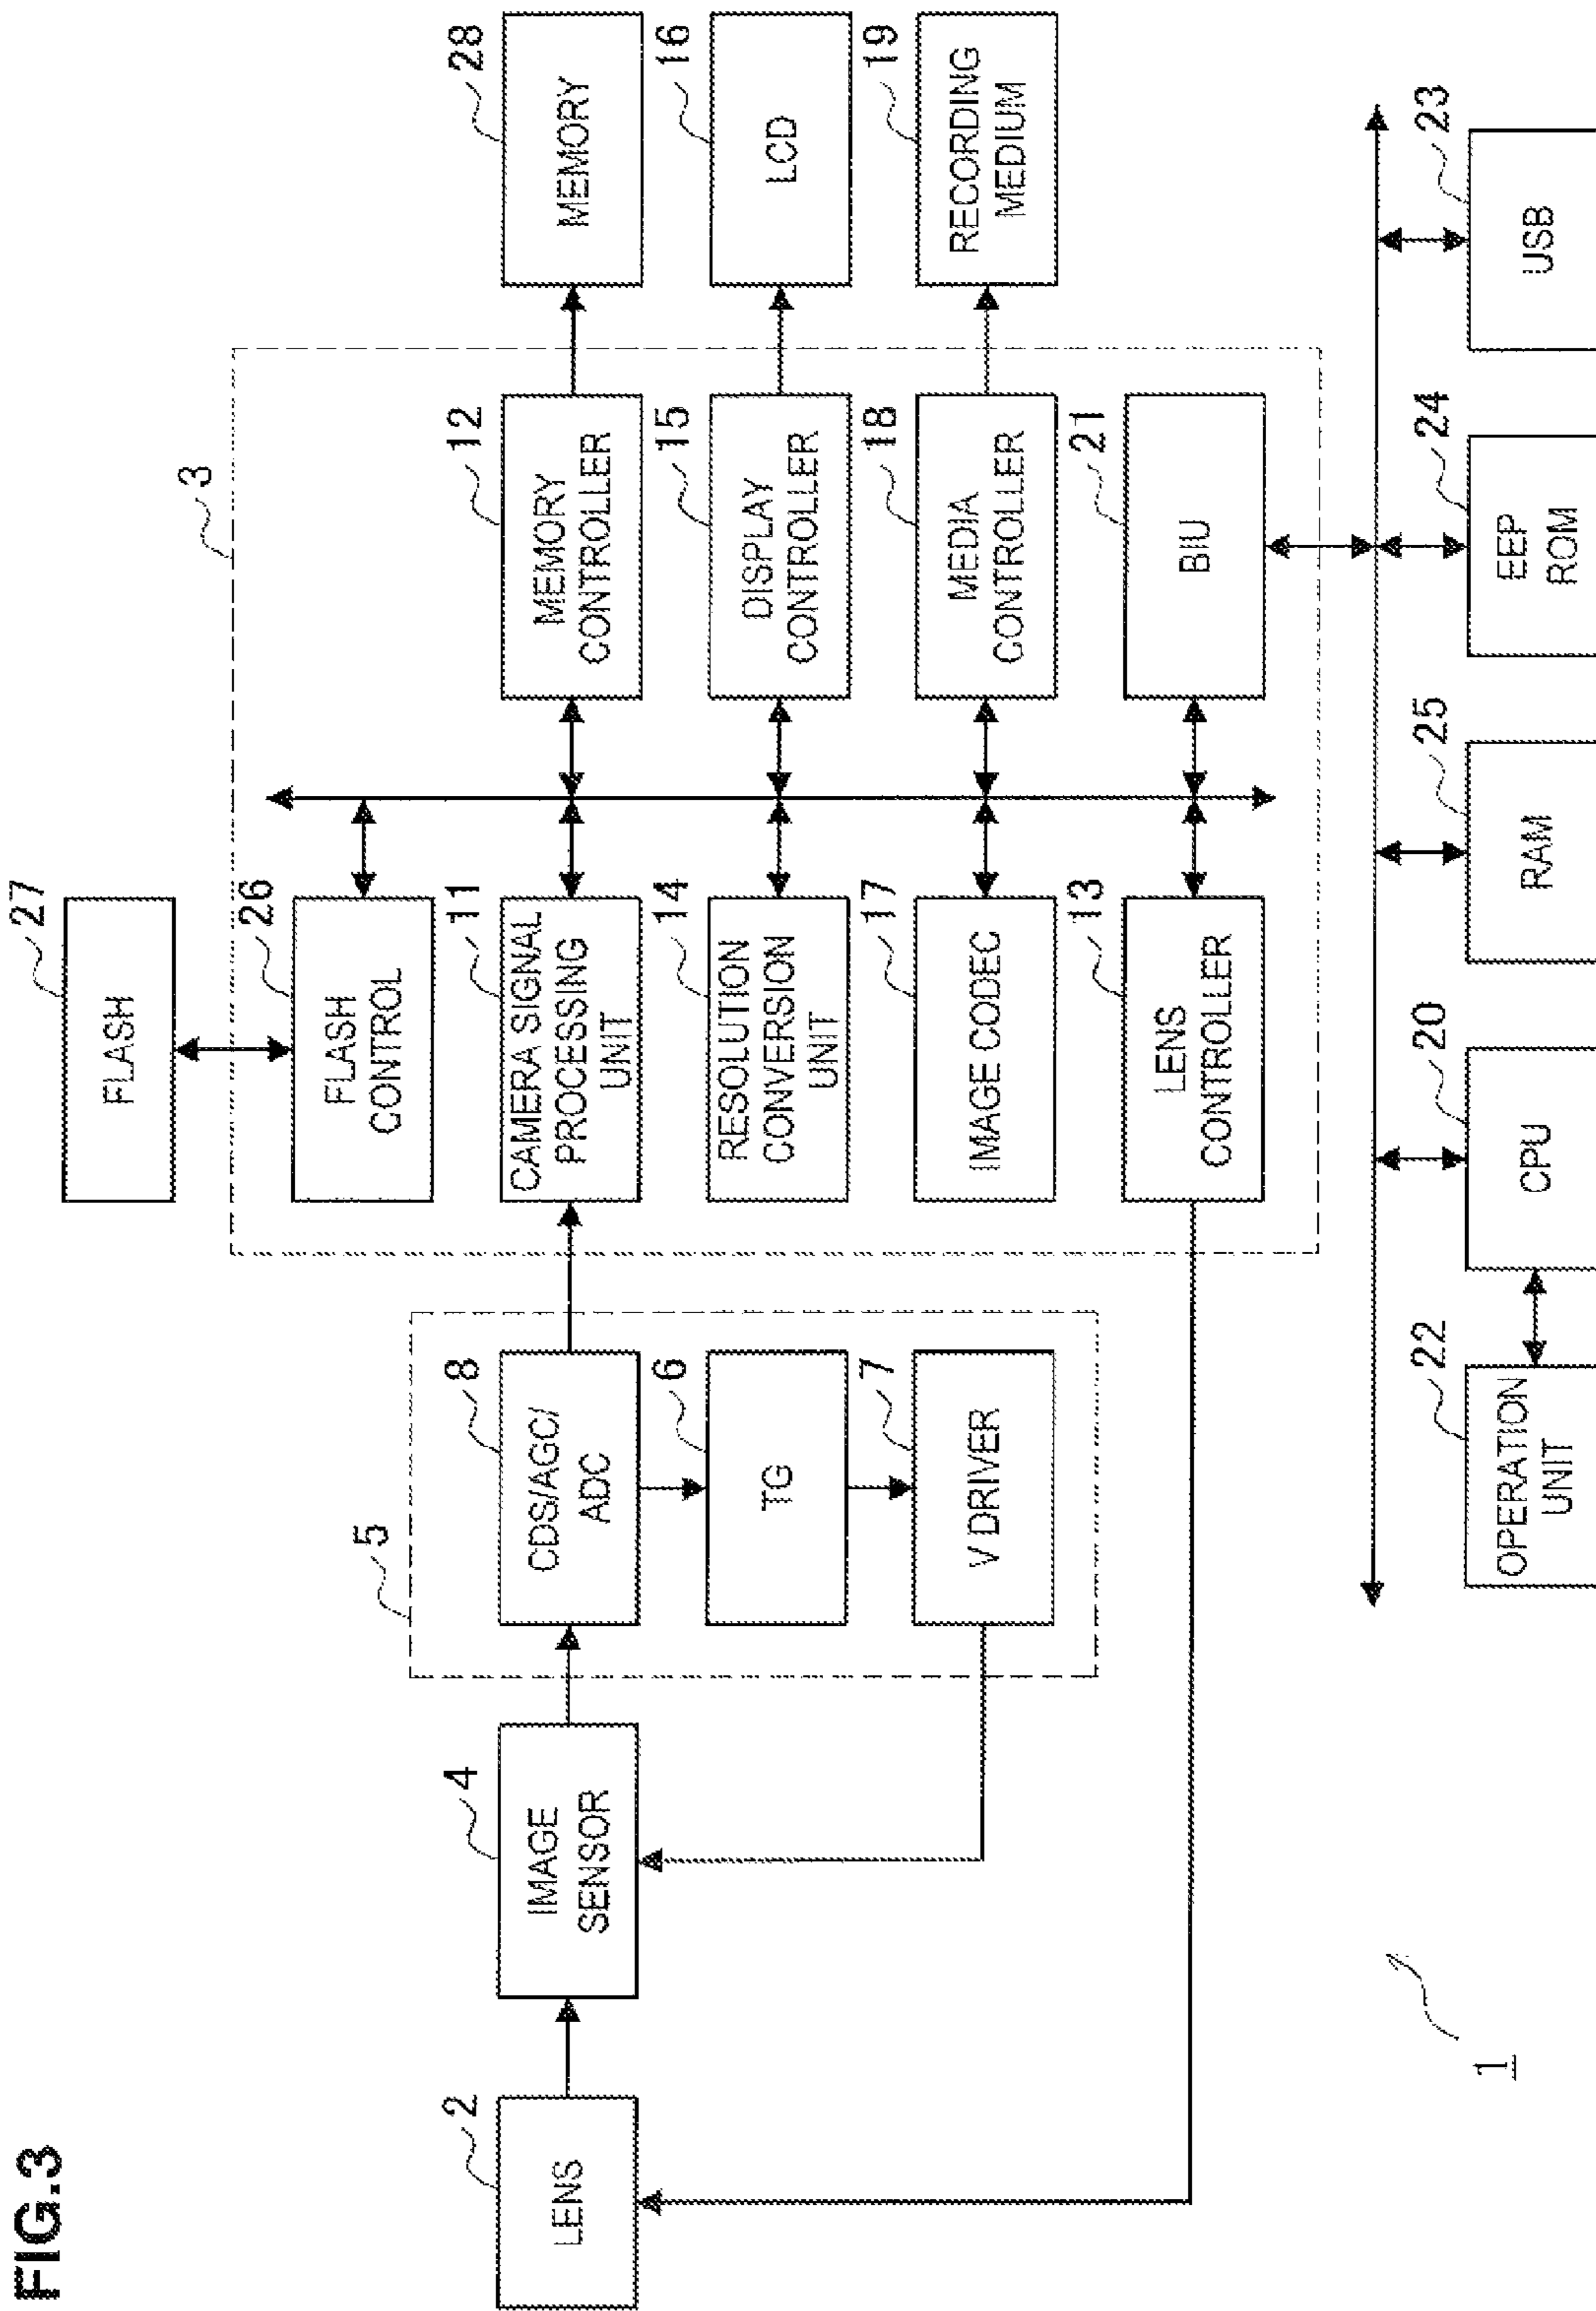 FIG.3
27
FLASH
3
26
FLASH
CONTROL
5
2
LENS
4
IMAGE
SENSOR
8
CDS/AGC/
ADC
11
CAMERA SIGNAL
PROCESSING
UNIT
12
MEMORY
CONTROLLER
28
MEMORY
6
TG
14
RESOLUTION
CONVERSION
UNIT
15
DISPLAY
CONTROLLER
16
LCD
7
V DRIVER
17
IMAGE CODEC
18
MEDIA
CONTROLLER
19
RECORDING
MEDIUM
13
LENS
CONTROLLER
21
BIU
1
22
OPERATION
UNIT
20
CPU
25
RAM
24
EEP
ROM
23
USB